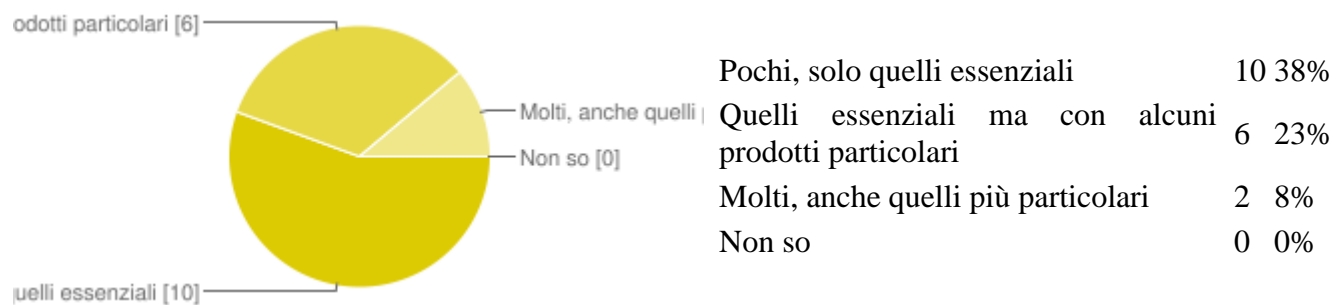 odotti particolari [6]
Molti, anche quelli
Non so [0]
uelli essenziali [10]
Pochi, solo quelli essenziali 10 38%
Quelli essenziali ma con alcuni
prodotti particolari 6 23%
Molti, anche quelli più particolari 2 8%
Non so 0 0%